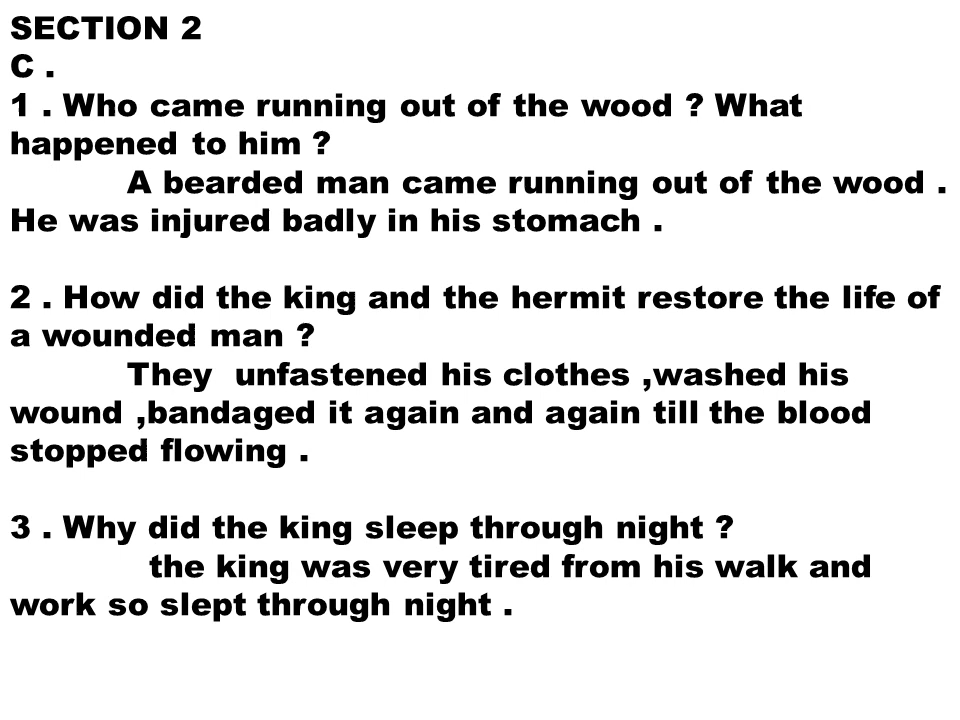 SECTION 2
C .
1 . Who came running out of the wood ? What
happened to him ?
A bearded man came running out of the wood .
He was injured badly in his stomach .
2 . How did the king and the hermit restore the life of
a wounded man ?
They  unfastened his clothes ,washed his
wound ,bandaged it again and again till the blood
stopped flowing .
3 . Why did the king sleep through night ?
the king was very tired from his walk and
work so slept through night .